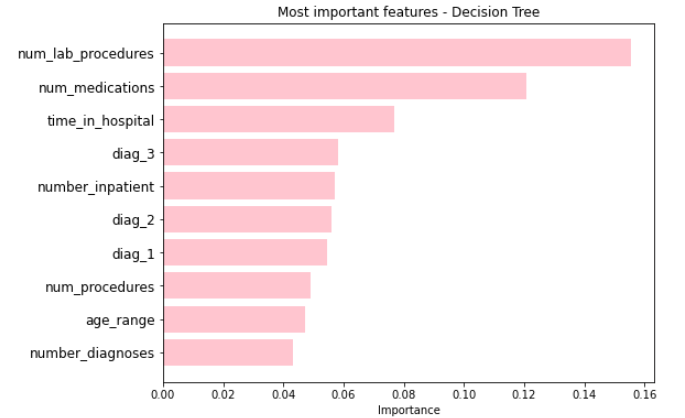 Most important features - Decision Tree
num_lab_procedures
num_medications
time_in_hospital
diag_3
number_inpatient
diag_2
diag_1
num_procedures
age_range
number_diagnoses
0.00 0.02 0.04 0.06 0.08 0.10 0.12 0.14 0.16
Importance